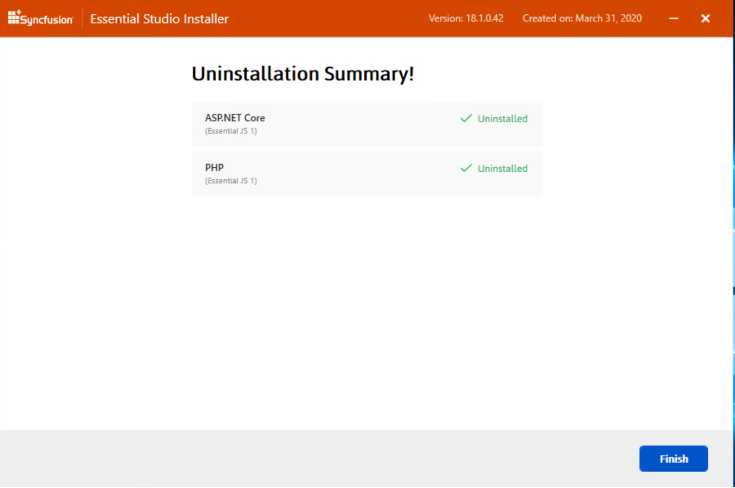 Syncfusion Essential Studio Installer Version: 18.1.0.42 Created on: March 31, 2020
Uninstallation Summary!
ASP.NET Core Uninstalled
(Essential JS 1)
PHP Uninstalled
(Essential JS 1)
Finish